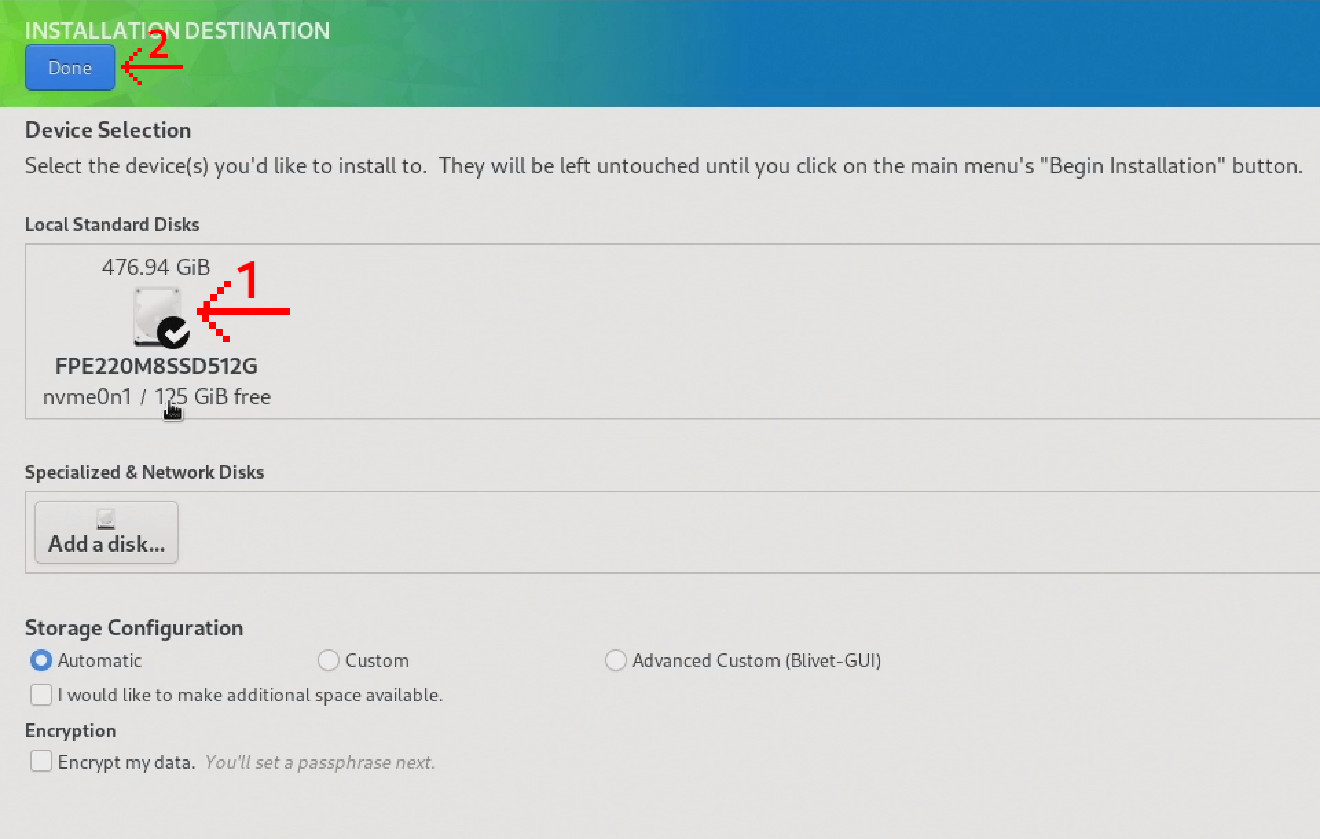 INSTALLATION DESTINATION
2
Done
Device Selection
Select the device(s) you'd like to install to.  They will be left untouched until you click on the main menu's "Begin Installation" button.
Local Standard Disks
476.94 GiB
1
FPE220M8SSD512G
nvme0n1 / 125 GiB free
Specialized & Network Disks
Add a disk...
Storage Configuration
Automatic Custom Advanced Custom (Blivet-GUI)
I would like to make additional space available.
Encryption
Encrypt my data. You'll set a passphrase next.